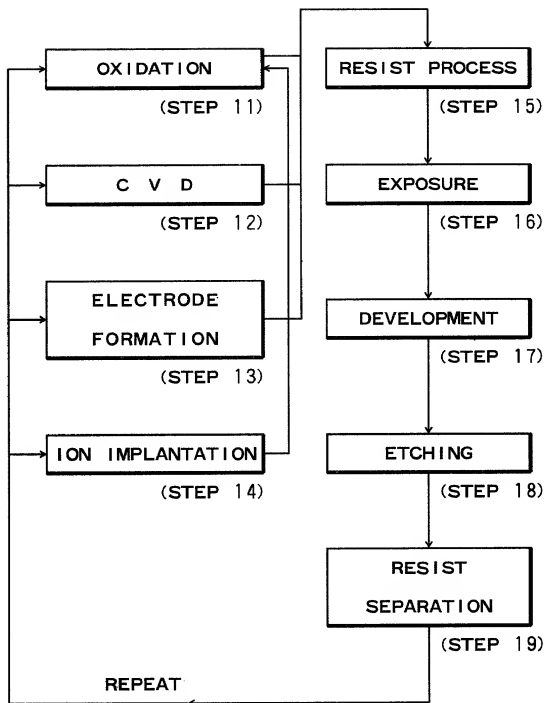 OXIDATION
(STEP 11)
C V D
(STEP 12)
ELECTRODE
FORMATION
(STEP 13)
ION IMPLANTATION
(STEP 14)
RESIST PROCESS
(STEP 15)
EXPOSURE
(STEP 16)
DEVELOPMENT
(STEP 17)
ETCHING
(STEP 18)
RESIST
SEPARATION
(STEP 19)
REPEAT